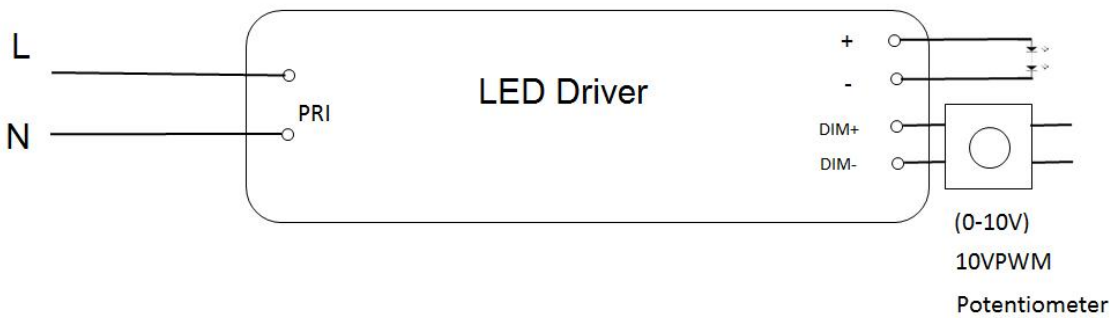 L
N
PRI
LED Driver
+
-
DIM+
DIM-
(0-10V)
10VPWM
Potentiometer